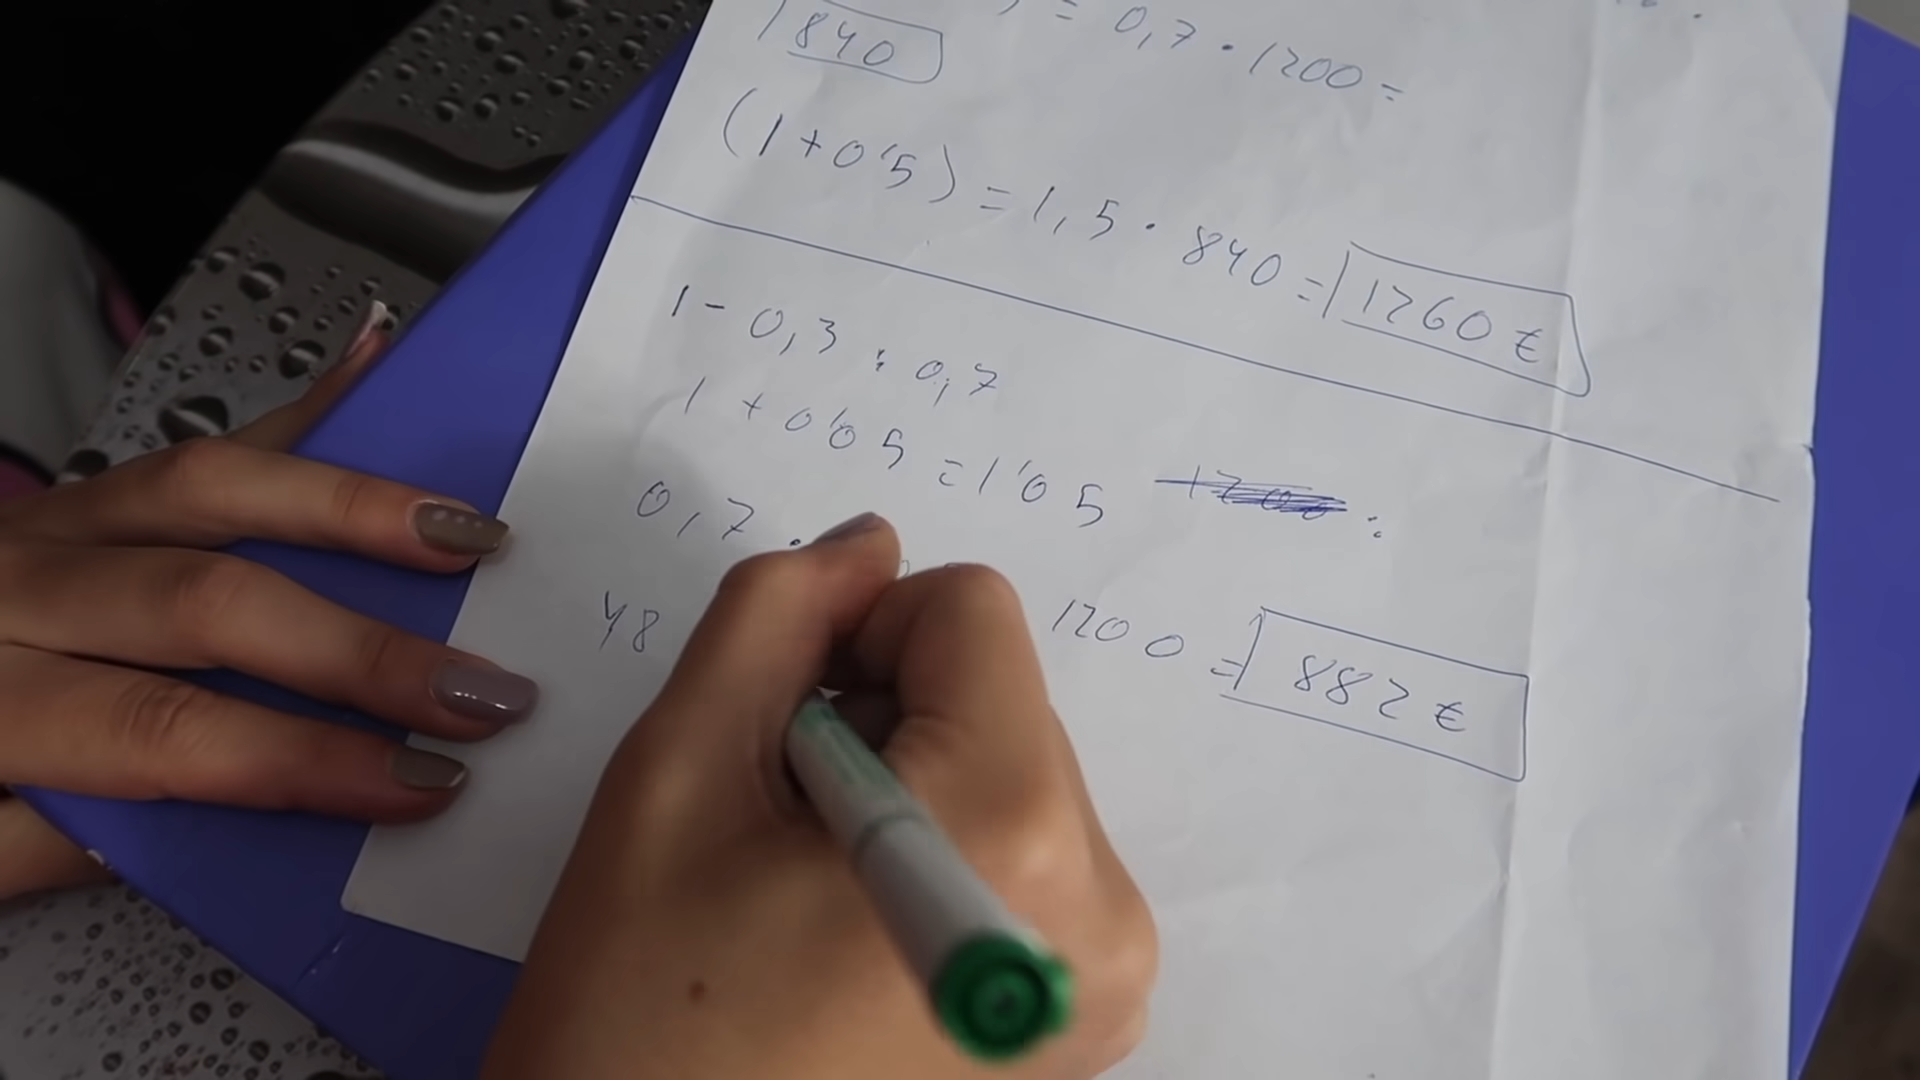 = 0,7 · 1200 =
840
(1 + 0'5) = 1,5 · 840 = 1260 €
1 - 0,3 : 0,7
1 + 0'05 = 1'05 :
0,7 ·
1200 = 882 €
48